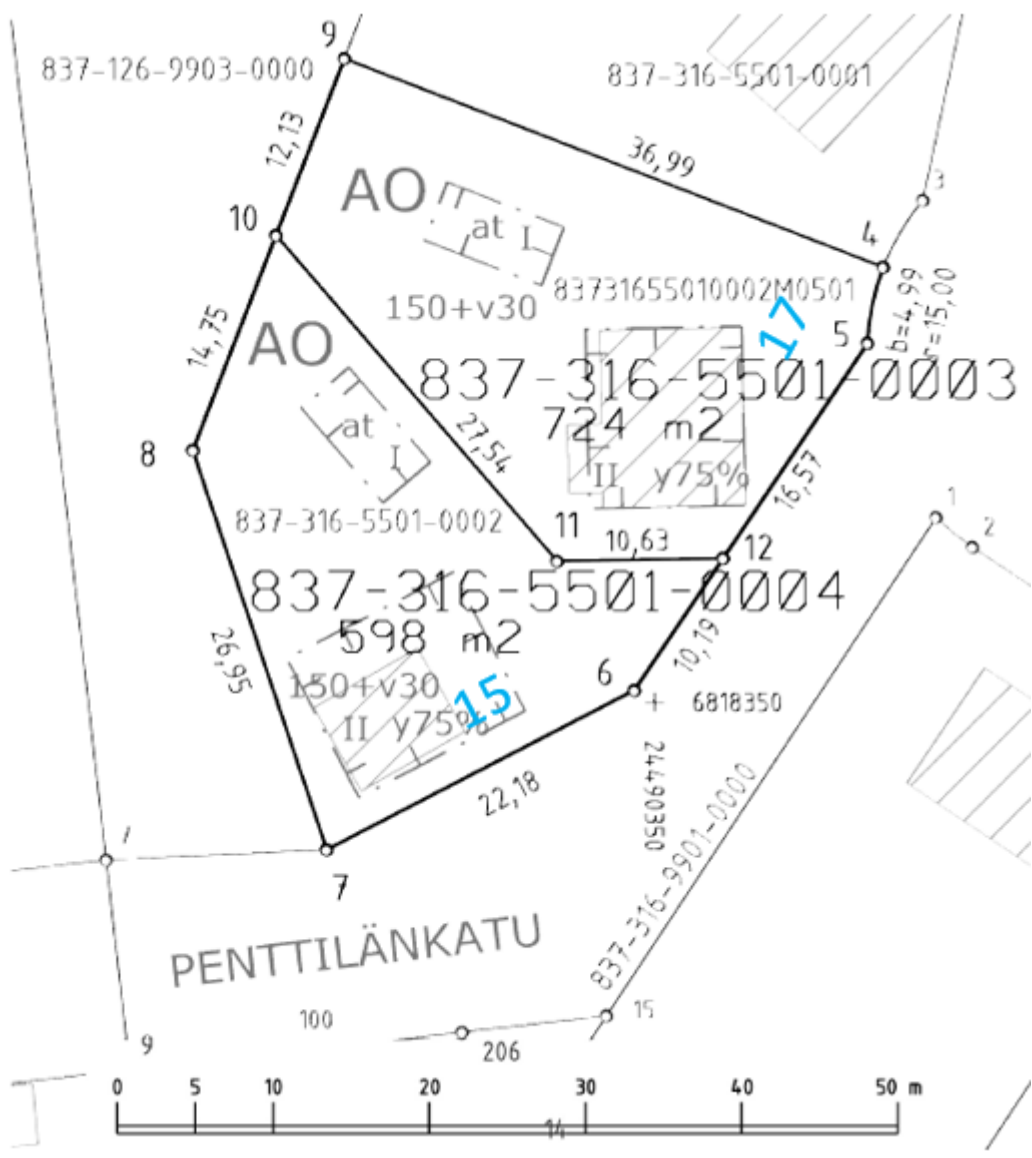 9
837-126-9903-0000
837-316-5501-0001
12,13
36,99
3
AO
10
at I
4
83731655010002M0501
b=4,99
r=15,00
150+v30
17
5
14,75
AO
837-316-5501-0003
724 m2
at I
27,54
8
II y75%
16,57
837-316-5501-0002
1
11
10,63
12
2
837-316-5501-0004
598 m2
26,95
10,19
6
150+v30
15
+ 6818350
II y75%
22,18
24490350
837-316-9901-0000
7
PENTTILÄNKATU
100
15
9
206
0 5 10 20 30 40 50 m
14